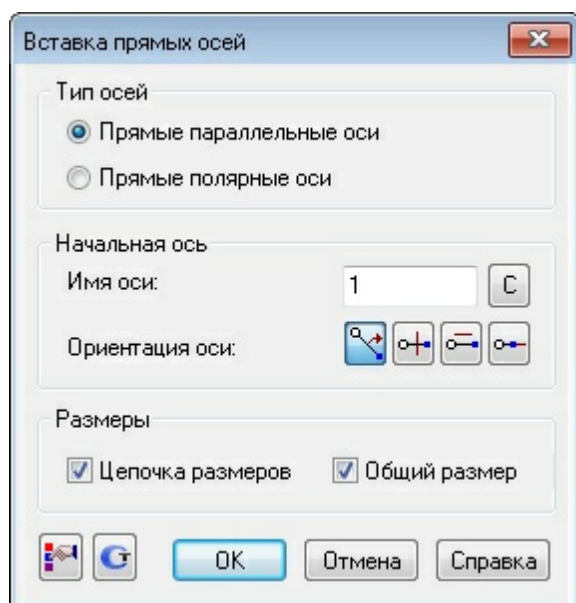 Вставка прямых осей
Тип осей
Прямые параллельные оси
Прямые полярные оси
Начальная ось
Имя оси: 1 С
Ориентация оси:
Размеры
Цепочка размеров Общий размер
ОК Отмена Справка